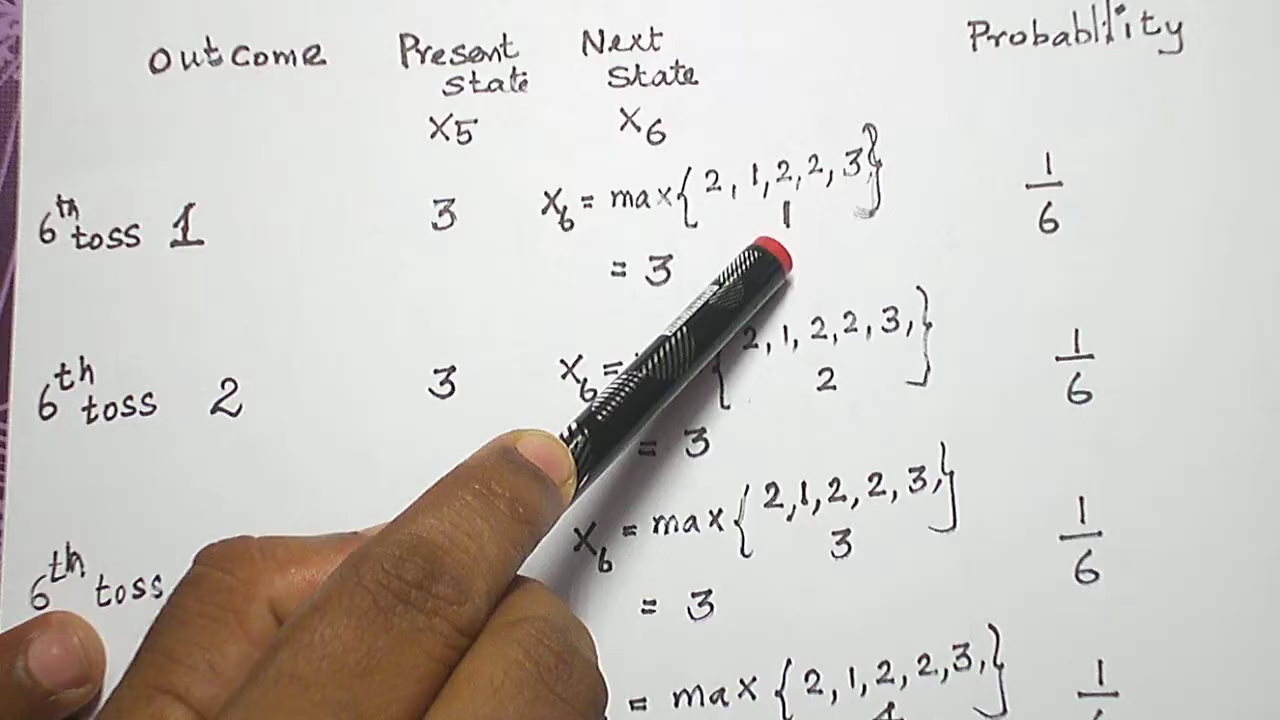 Outcome Present State Next State Probability
X5 X6
6th toss 1 3 X6 = max{2, 1, 2, 2, 3, 1} 1/6
= 3
6th toss 2 3 X6 = {2, 1, 2, 2, 3, 2} 1/6
= 3
6th toss X6 = max{2, 1, 2, 2, 3, 3} 1/6
= 3
= max{2, 1, 2, 2, 3,